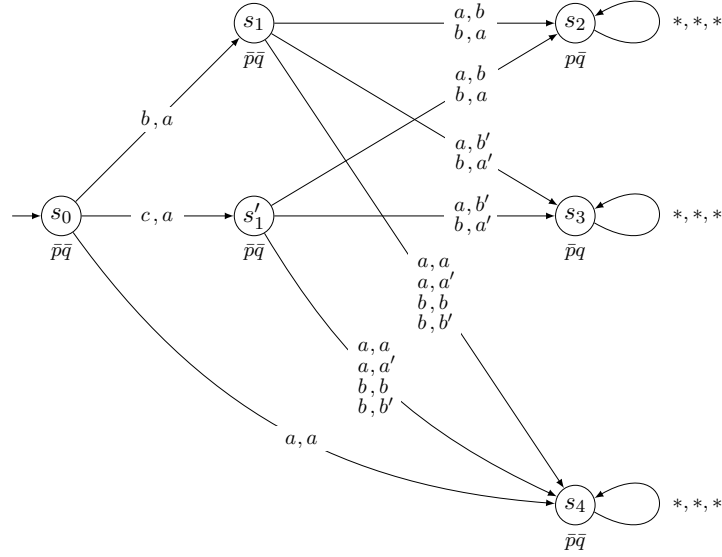 s₁
p̄q̄
a, b
b, a
s₂
pq̄
*, *, *
a, b
b, a
b, a
a, b′
b, a′
s₀
p̄q̄
c, a
s′₁
p̄q̄
a, b′
b, a′
s₃
p̄q
*, *, *
a, a
a, a′
b, b
b, b′
a, a
a, a′
b, b
b, b′
a, a
s₄
p̄q̄
*, *, *